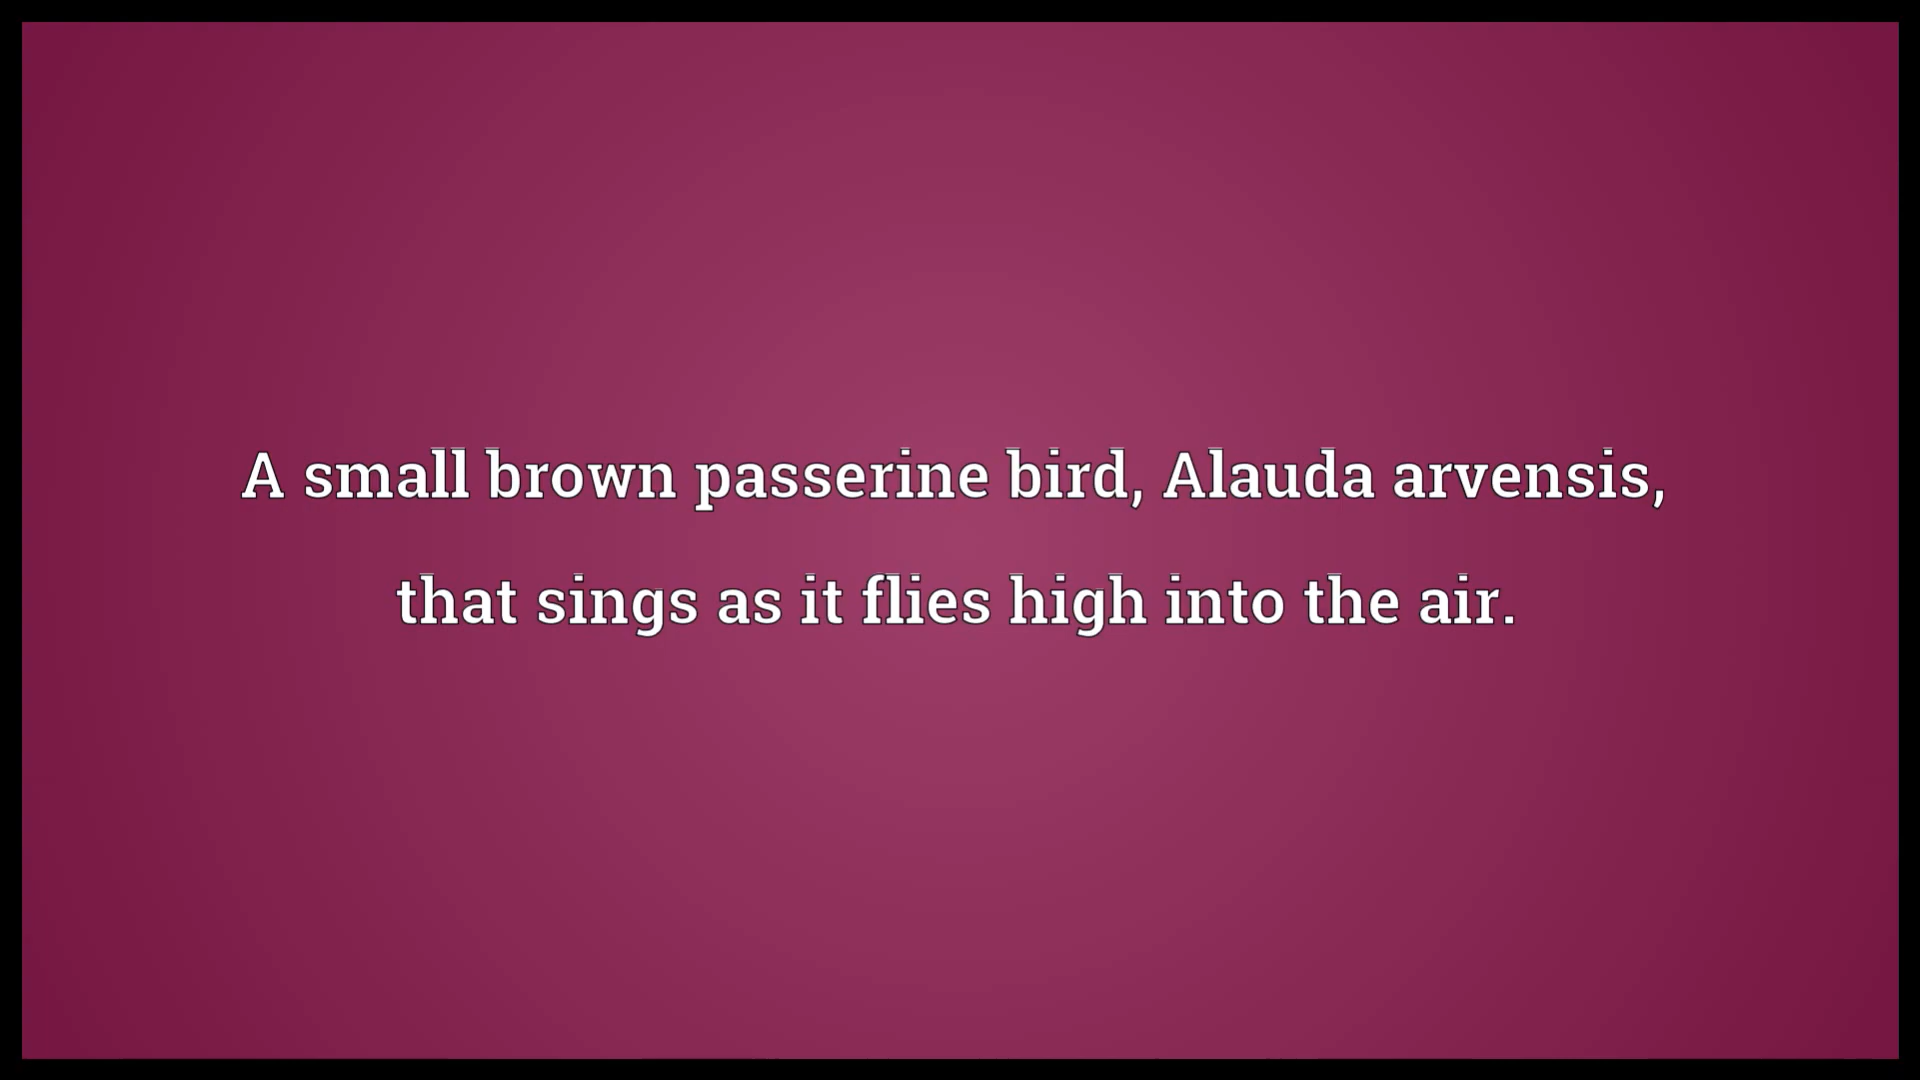 A small brown passerine bird, Alauda arvensis,
that sings as it flies high into the air.